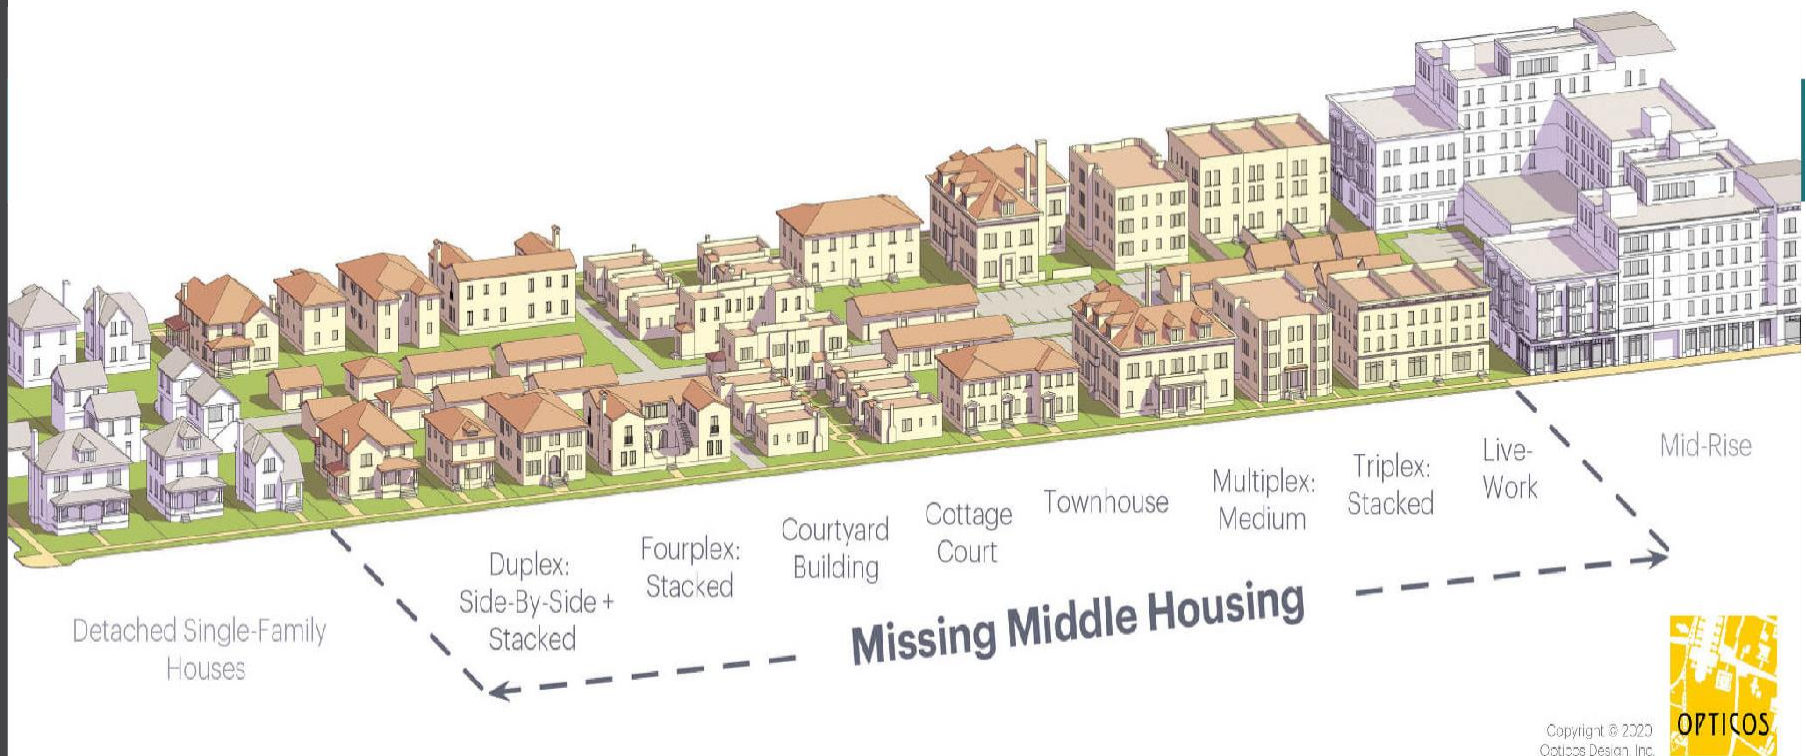 Detached Single-Family
Houses
Duplex:
Side-By-Side +
Stacked
Fourplex:
Stacked
Courtyard
Building
Cottage
Court
Townhouse
Multiplex:
Medium
Triplex:
Stacked
Live-
Work
Mid-Rise
Missing Middle Housing
Copyright © 2020
Opticos Design, Inc.
OPTICOS